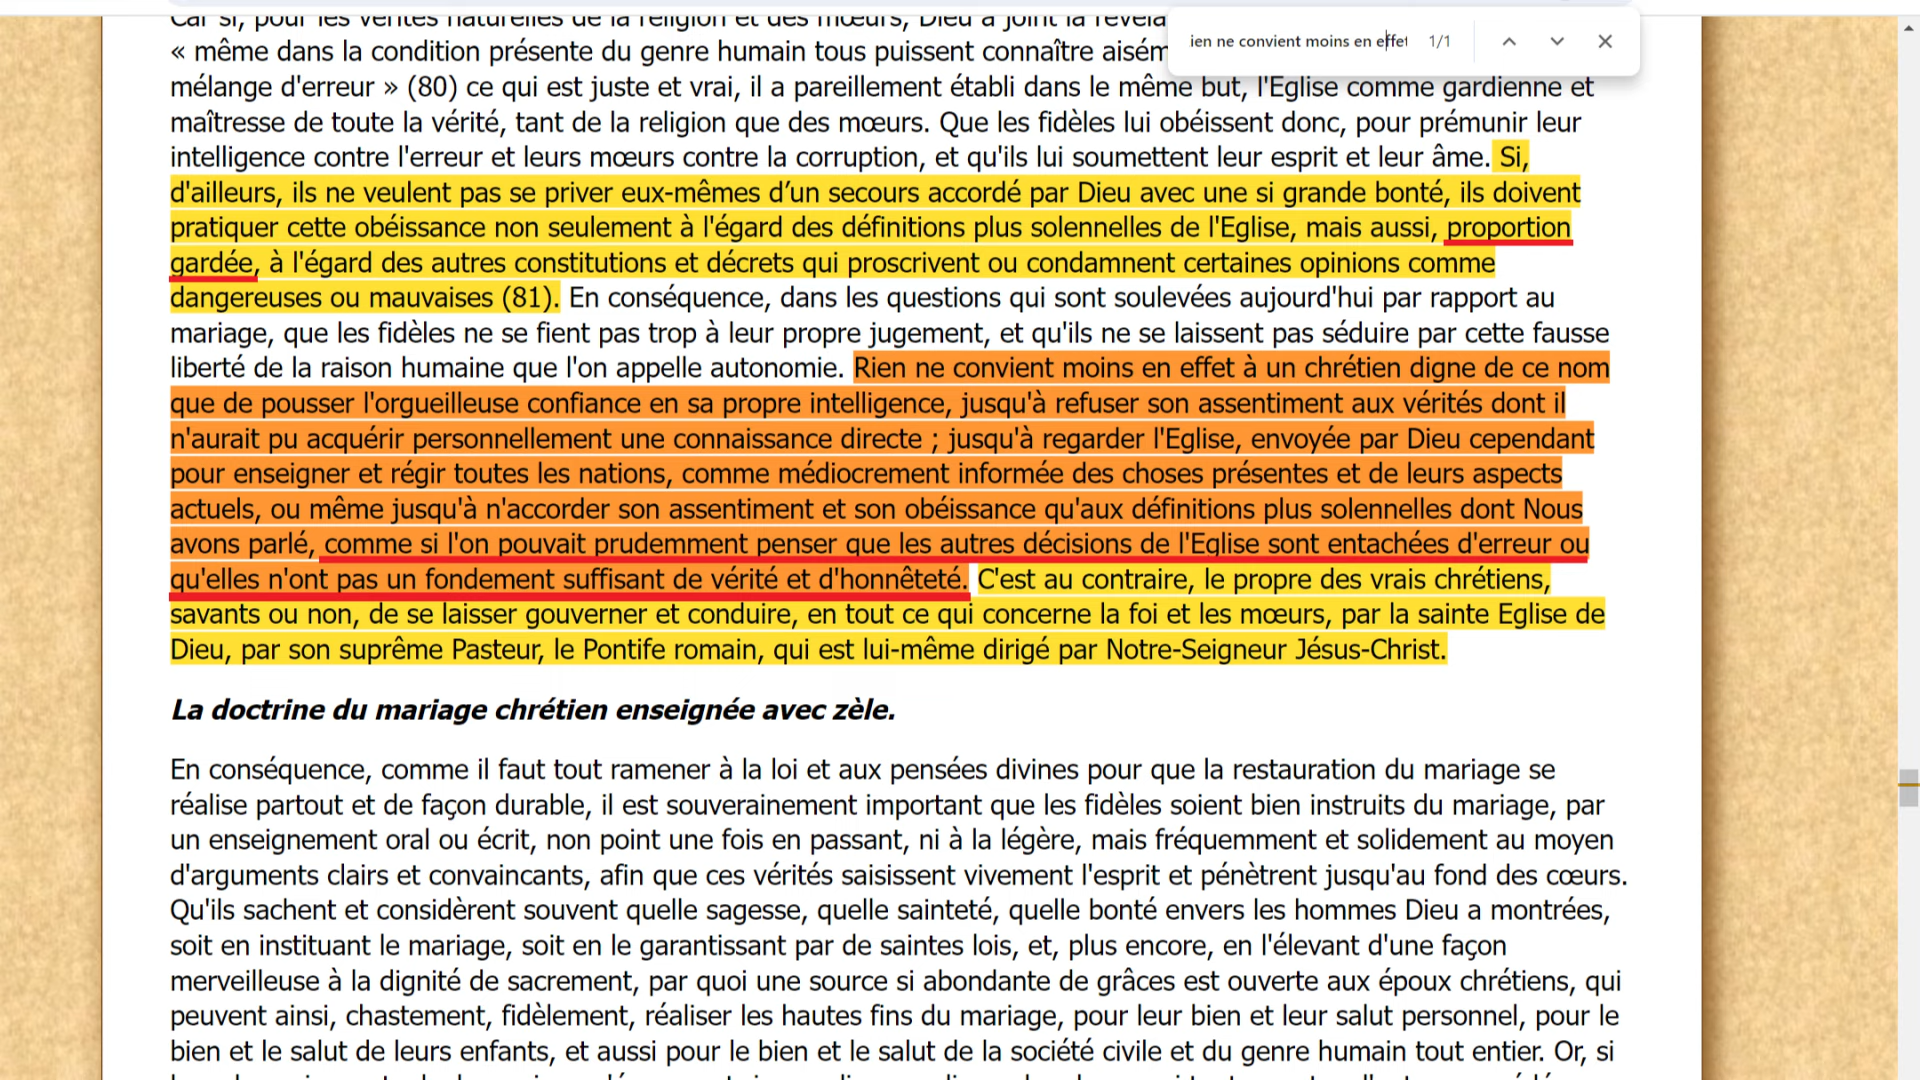 Car si, pour les vérités naturelles de la religion et des mœurs, Dieu a joint la révéla
« même dans la condition présente du genre humain tous puissent connaître aisém
ien ne convient moins en effet 1/1
mélange d'erreur » (80) ce qui est juste et vrai, il a pareillement établi dans le même but, l'Eglise comme gardienne et
maîtresse de toute la vérité, tant de la religion que des mœurs. Que les fidèles lui obéissent donc, pour prémunir leur
intelligence contre l'erreur et leurs mœurs contre la corruption, et qu'ils lui soumettent leur esprit et leur âme. Si,
d'ailleurs, ils ne veulent pas se priver eux-mêmes d’un secours accordé par Dieu avec une si grande bonté, ils doivent
pratiquer cette obéissance non seulement à l'égard des définitions plus solennelles de l'Eglise, mais aussi, proportion
gardée, à l'égard des autres constitutions et décrets qui proscrivent ou condamnent certaines opinions comme
dangereuses ou mauvaises (81). En conséquence, dans les questions qui sont soulevées aujourd'hui par rapport au
mariage, que les fidèles ne se fient pas trop à leur propre jugement, et qu'ils ne se laissent pas séduire par cette fausse
liberté de la raison humaine que l'on appelle autonomie. Rien ne convient moins en effet à un chrétien digne de ce nom
que de pousser l'orgueilleuse confiance en sa propre intelligence, jusqu'à refuser son assentiment aux vérités dont il
n'aurait pu acquérir personnellement une connaissance directe ; jusqu'à regarder l'Eglise, envoyée par Dieu cependant
pour enseigner et régir toutes les nations, comme médiocrement informée des choses présentes et de leurs aspects
actuels, ou même jusqu'à n'accorder son assentiment et son obéissance qu'aux définitions plus solennelles dont Nous
avons parlé, comme si l'on pouvait prudemment penser que les autres décisions de l'Eglise sont entachées d'erreur ou
qu'elles n'ont pas un fondement suffisant de vérité et d'honnêteté. C'est au contraire, le propre des vrais chrétiens,
savants ou non, de se laisser gouverner et conduire, en tout ce qui concerne la foi et les mœurs, par la sainte Eglise de
Dieu, par son suprême Pasteur, le Pontife romain, qui est lui-même dirigé par Notre-Seigneur Jésus-Christ.
La doctrine du mariage chrétien enseignée avec zèle.
En conséquence, comme il faut tout ramener à la loi et aux pensées divines pour que la restauration du mariage se
réalise partout et de façon durable, il est souverainement important que les fidèles soient bien instruits du mariage, par
un enseignement oral ou écrit, non point une fois en passant, ni à la légère, mais fréquemment et solidement au moyen
d'arguments clairs et convaincants, afin que ces vérités saisissent vivement l'esprit et pénètrent jusqu'au fond des cœurs.
Qu'ils sachent et considèrent souvent quelle sagesse, quelle sainteté, quelle bonté envers les hommes Dieu a montrées,
soit en instituant le mariage, soit en le garantissant par de saintes lois, et, plus encore, en l'élevant d'une façon
merveilleuse à la dignité de sacrement, par quoi une source si abondante de grâces est ouverte aux époux chrétiens, qui
peuvent ainsi, chastement, fidèlement, réaliser les hautes fins du mariage, pour leur bien et leur salut personnel, pour le
bien et le salut de leurs enfants, et aussi pour le bien et le salut de la société civile et du genre humain tout entier. Or, si